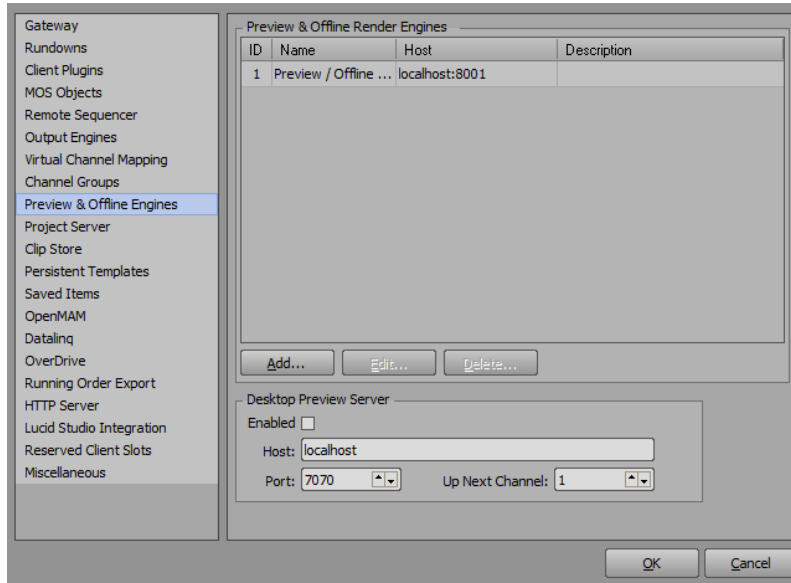 Gateway
Rundowns
Client Plugins
MOS Objects
Remote Sequencer
Output Engines
Virtual Channel Mapping
Channel Groups
Preview & Offline Engines
Project Server
Clip Store
Persistent Templates
Saved Items
OpenMAM
Datalinq
OverDrive
Running Order Export
HTTP Server
Lucid Studio Integration
Reserved Client Slots
Miscellaneous
Preview & Offline Render Engines
ID Name Host Description
1 Preview / Offline ... localhost:8001
Add... Edit... Delete...
Desktop Preview Server
Enabled
Host: localhost
Port: 7070 Up Next Channel: 1
OK Cancel